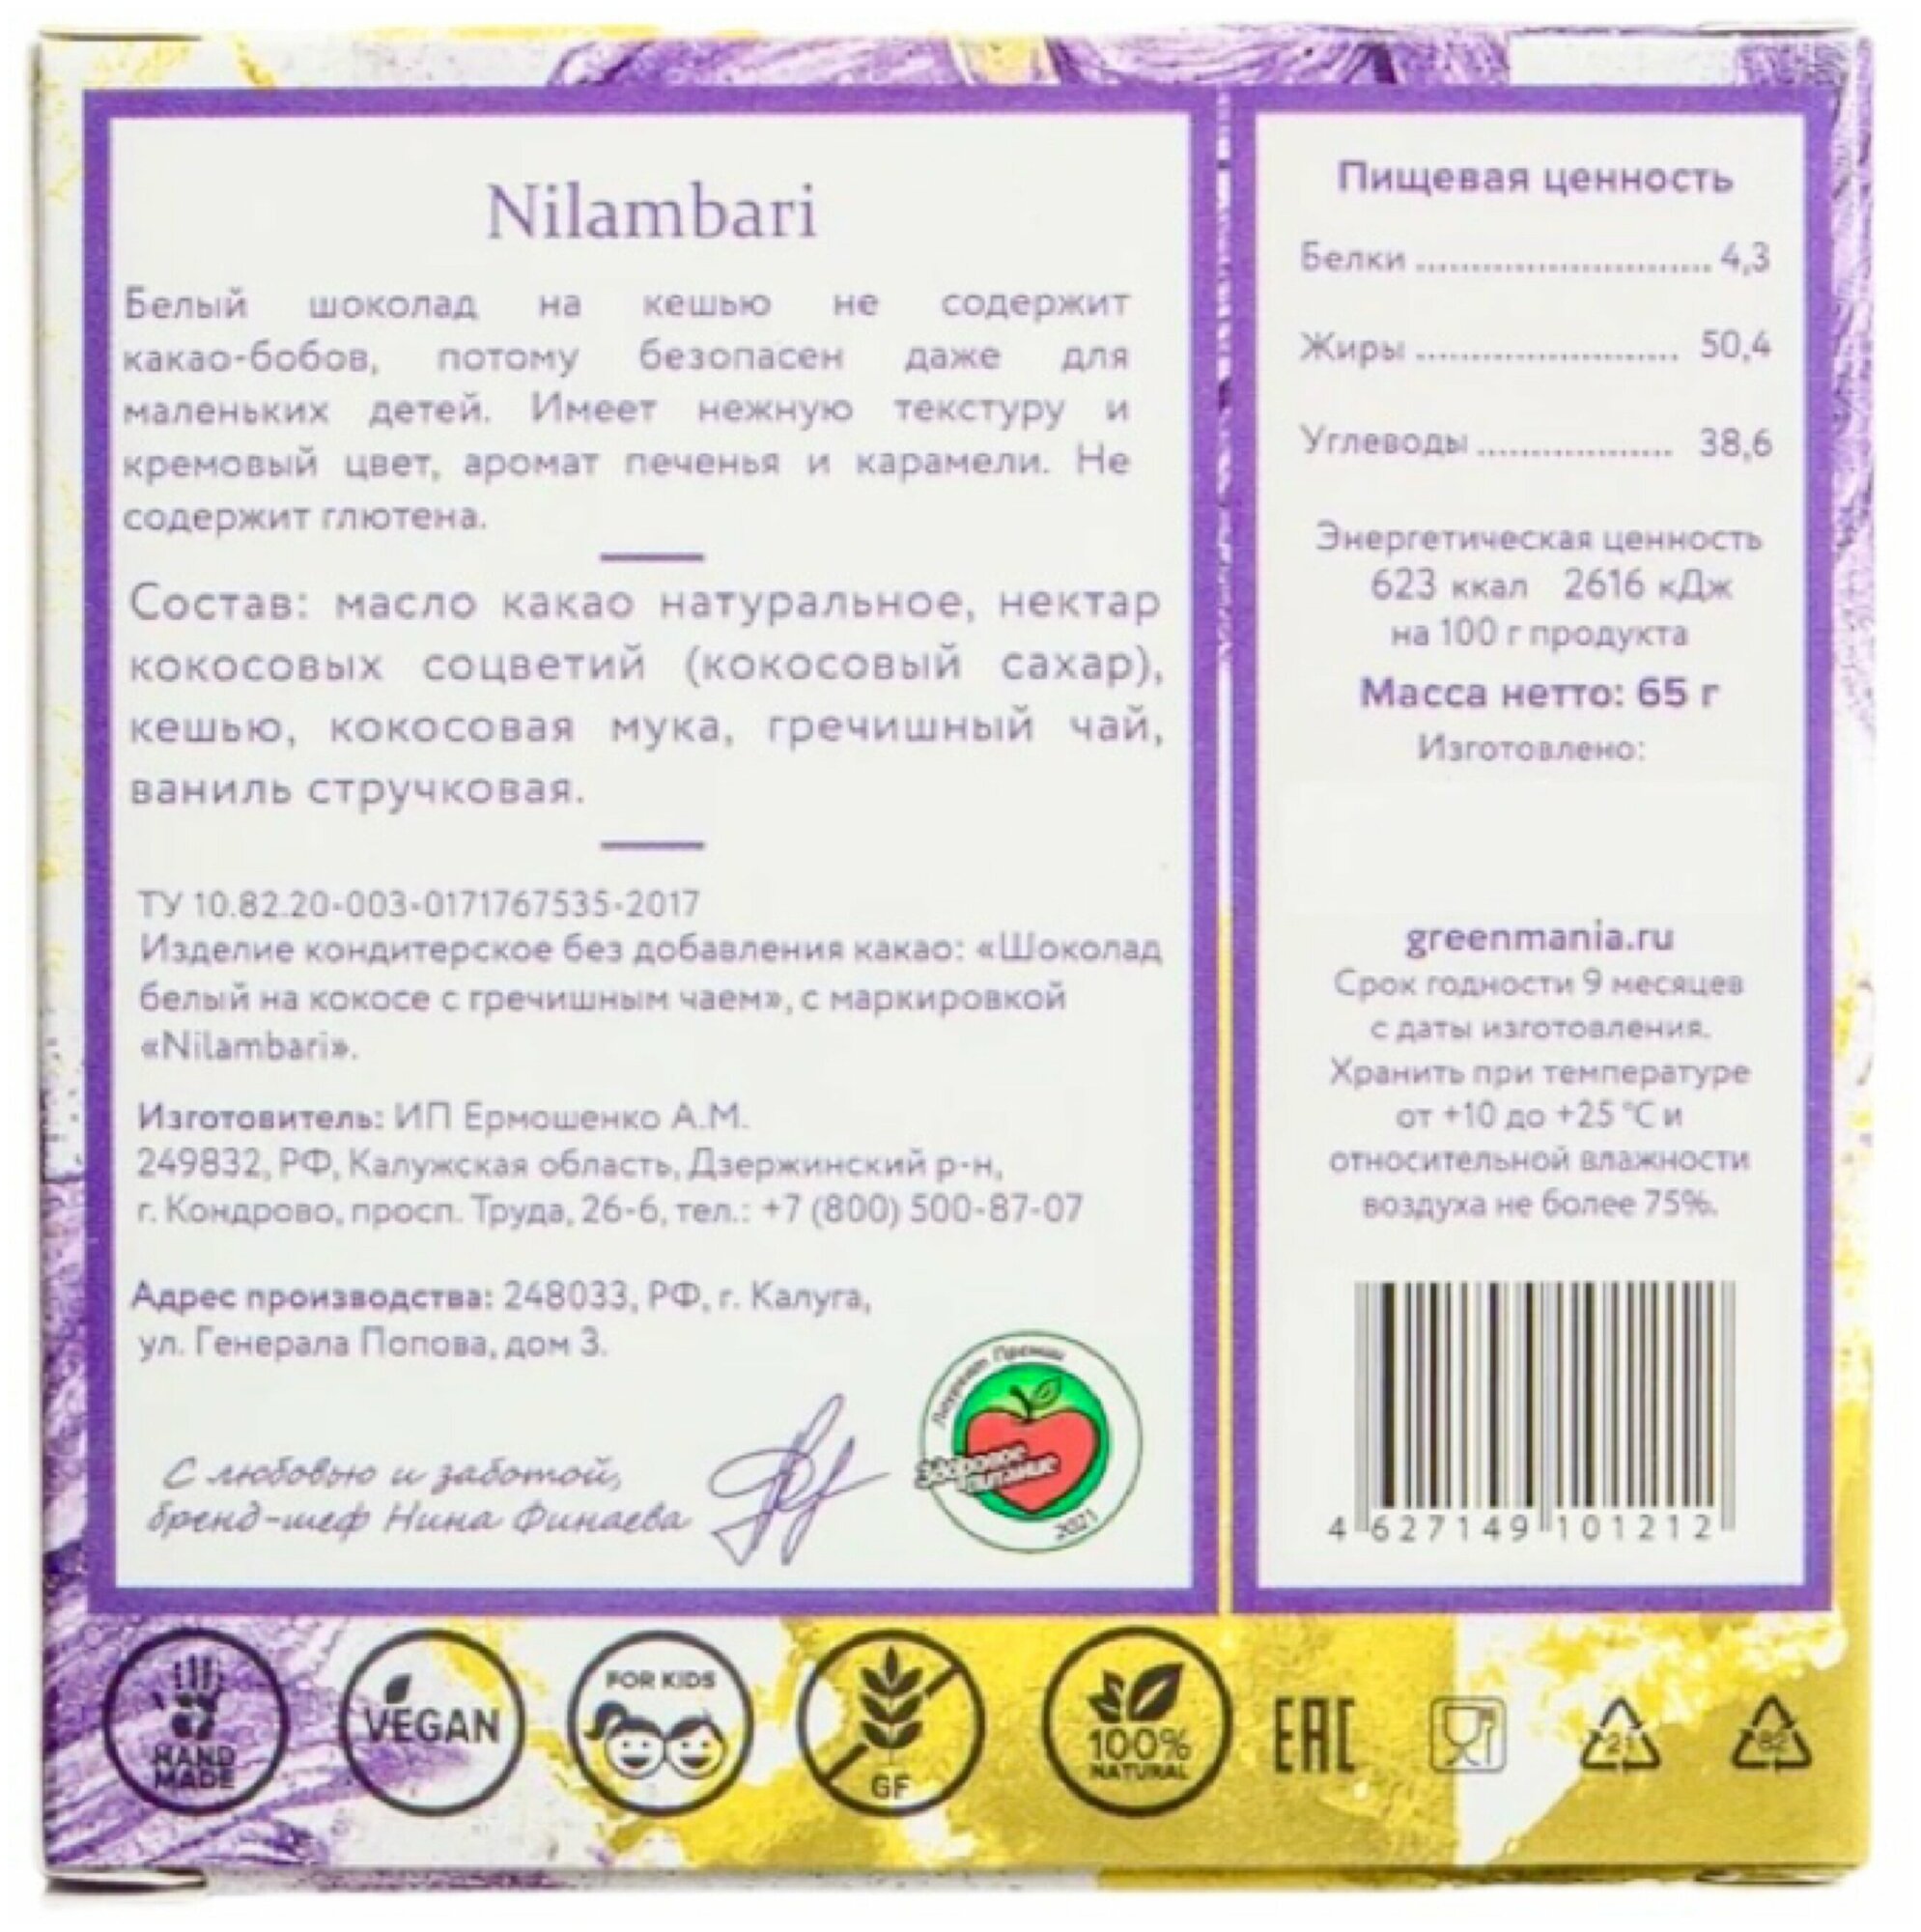 Nilambari
Белый шоколад на кешью не содержит
какао-бобов, потому безопасен даже для
маленьких детей. Имеет нежную текстуру и
кремовый цвет, аромат печенья и карамели. Не
содержит глютена.
Состав: масло какао натуральное, нектар
кокосовых соцветий (кокосовый сахар),
кешью, кокосовая мука, гречишный чай,
ваниль стручковая.
ТУ 10.82.20-003-0171767535-2017
Изделие кондитерское без добавления какао: «Шоколад
белый на кокосе с гречишным чаем», с маркировкой
«Nilambari».
Изготовитель: ИП Ермошенко А.М.
249832, РФ, Калужская область, Дзержинский р-н,
г. Кондрово, просп. Труда, 26-6, тел.: +7 (800) 500-87-07
Адрес производства: 248033, РФ, г. Калуга,
ул. Генерала Попова, дом 3.
С любовью и заботой,
бренд-шеф Нина Финаева
Лауреат Премии
Здоровое
питание
2021
Пищевая ценность
Белки ............................ 4,3
Жиры ......................... 50,4
Углеводы .................. 38,6
Энергетическая ценность
623 ккал 2616 кДж
на 100 г продукта
Масса нетто: 65 г
Изготовлено:
greenmania.ru
Срок годности 9 месяцев
с даты изготовления.
Хранить при температуре
от +10 до +25 °С и
относительной влажности
воздуха не более 75%.
4 627149 101212
HAND
MADE
VEGAN
FOR KIDS
GF
100%
NATURAL
EAC
21
82